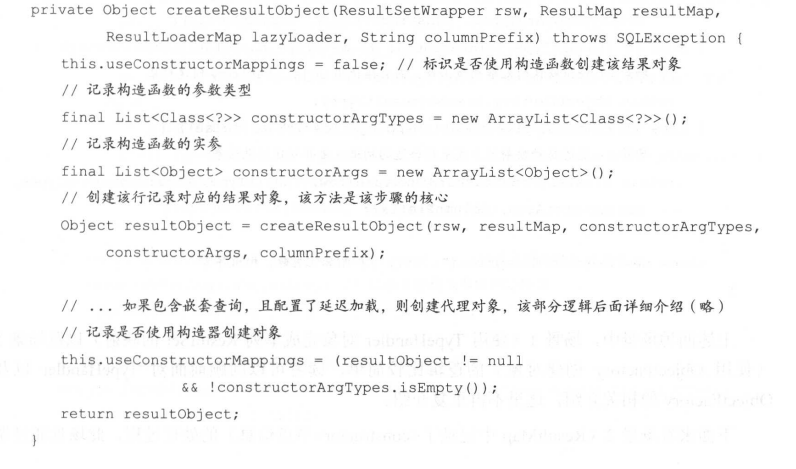 private Object createResultObject(ResultSetWrapper rsw, ResultMap resultMap,
ResultLoaderMap lazyLoader, String columnPrefix) throws SQLException {
this.useConstructorMappings = false; // 标识是否使用构造函数创建该结果对象
// 记录构造函数的参数类型
final List<Class<?>> constructorArgTypes = new ArrayList<Class<?>>();
// 记录构造函数的实参
final List<Object> constructorArgs = new ArrayList<Object>();
// 创建该行记录对应的结果对象，该方法是该步骤的核心
Object resultObject = createResultObject(rsw, resultMap, constructorArgTypes,
constructorArgs, columnPrefix);
// ... 如果包含嵌套查询，且配置了延迟加载，则创建代理对象，该部分逻辑后面详细介绍（略）
// 记录是否使用构造器创建对象
this.useConstructorMappings = (resultObject != null
&& !constructorArgTypes.isEmpty());
return resultObject;
}